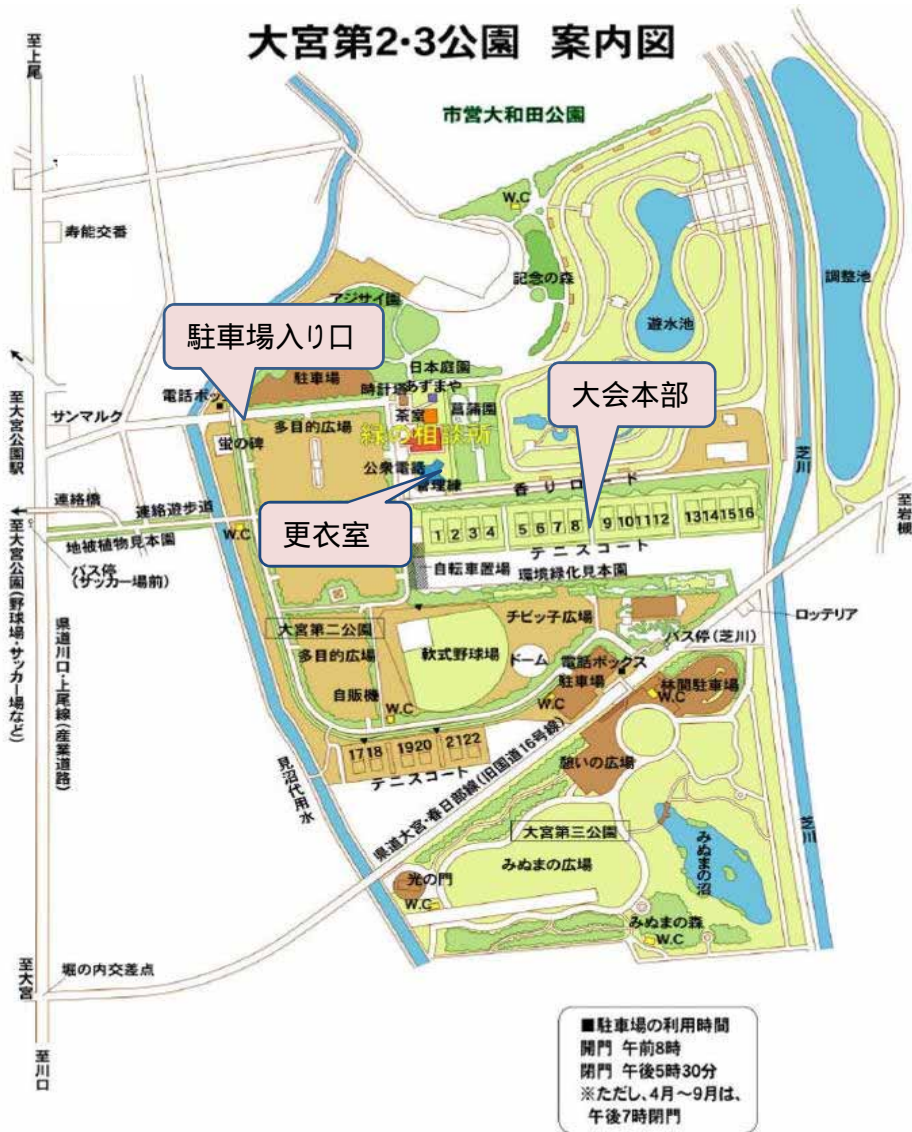 大宮第2・3公園 案内図
至上尾
市営大和田公園
W.C
寿能交番
記念の森
調整池
アジサイ園
遊水池
駐車場入り口
日本庭園
大会本部
駐車場
時計塔
あずまや
電話ボックス
サンマルク
茶室
菖蒲園
至大宮公園駅
多目的広場
蛍の碑
緑の相談所
公衆電話
管理棟
芝川
香りロード
連絡橋
連絡遊歩道
至岩槻
更衣室
W.C
1 2 3 4 5 6 7 8 9 10 11 12 13 14 15 16
地被植物見本園
テニスコート
バス停
(サッカー場前)
自転車置場
環境緑化見本園
至大宮公園(野球場・サッカー場など)
ロッテリア
チビッ子広場
大宮第二公園
バス停(芝川)
県道川口・上尾線(産業道路)
多目的広場
軟式野球場
ドーム
電話ボックス
駐車場
林間駐車場
自販機
W.C
W.C
W.C
17 18 19 20 21 22
憩いの広場
テニスコート
見沼代用水
県道大宮・春日部線(旧国道16号線)
大宮第三公園
芝川
みぬまの沼
みぬまの広場
光の門
W.C
みぬまの森
W.C
至大宮
堀の内交差点
至川口
■駐車場の利用時間
開門 午前8時
閉門 午後5時30分
※ただし、4月～9月は、
午後7時閉門